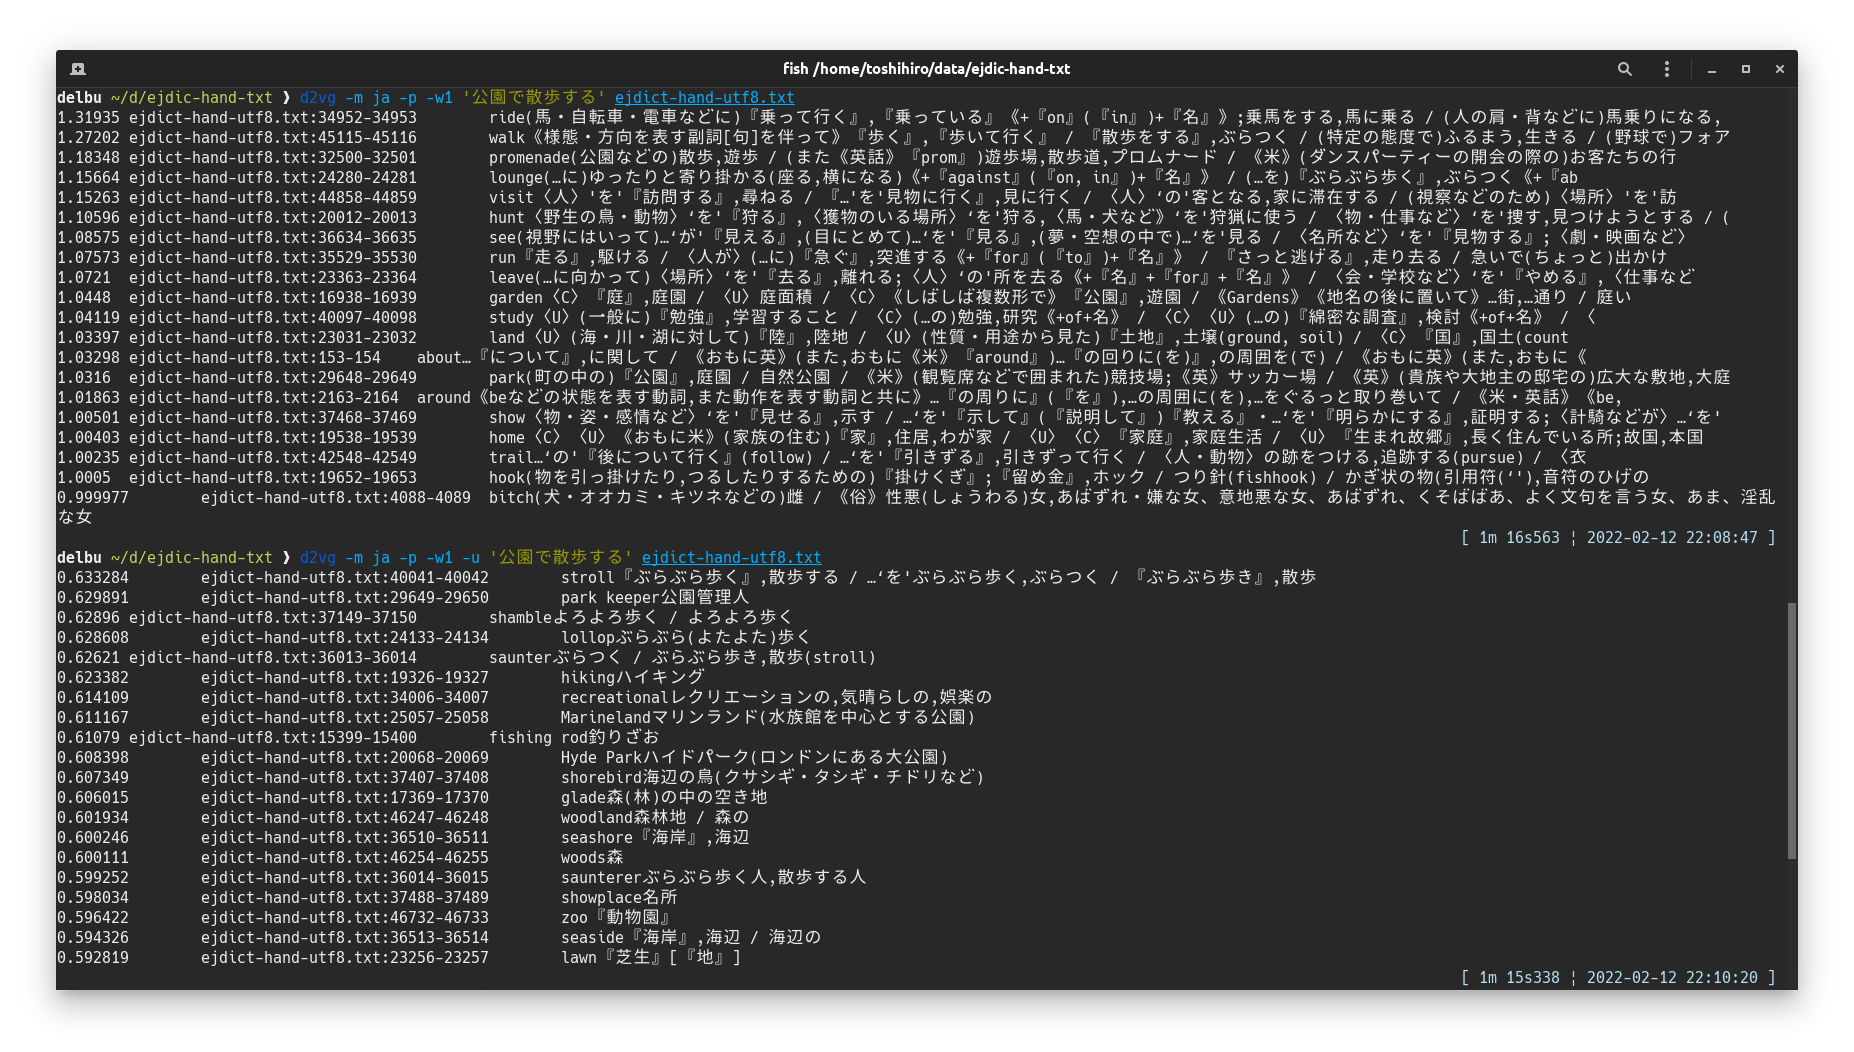 fish /home/toshihiro/data/ejdic-hand-txt
delbu ~/d/ejdic-hand-txt ❯ d2vg -m ja -p -w1 '公園で散歩する' ejdict-hand-utf8.txt
1.31935 ejdict-hand-utf8.txt:34952-34953 ride(馬・自転車・電車などに)『乗って行く』,『乗っている』《+『on』(『in』)+『名』》;乗馬をする,馬に乗る / (人の肩・背などに)馬乗りになる,
1.27202 ejdict-hand-utf8.txt:45115-45116 walk《様態・方向を表す副詞[句]を伴って》『歩く』,『歩いて行く』 / 『散歩をする』,ぶらつく / (特定の態度で)ふるまう,生きる / (野球で)フォア
1.18348 ejdict-hand-utf8.txt:32500-32501 promenade(公園などの)散歩,遊歩 / (また《英話》『prom』)遊歩場,散歩道,プロムナード / 《米》(ダンスパーティーの開会の際の)お客たちの行
1.15664 ejdict-hand-utf8.txt:24280-24281 lounge(…に)ゆったりと寄り掛かる(座る,横になる)《+『against』(『on, in』)+『名』》 / (…を)『ぶらぶら歩く』,ぶらつく《+『ab
1.15263 ejdict-hand-utf8.txt:44858-44859 visit〈人〉'を'『訪問する』,尋ねる / 『…'を'見物に行く』,見に行く / 〈人〉‘の'客となる,家に滞在する / (視察などのため)〈場所〉'を'訪
1.10596 ejdict-hand-utf8.txt:20012-20013 hunt〈野生の鳥・動物〉‘を'『狩る』,〈獲物のいる場所〉‘を'狩る,〈馬・犬など》‘を'狩猟に使う / 〈物・仕事など〉‘を'捜す,見つけようとする / (
1.08575 ejdict-hand-utf8.txt:36634-36635 see(視野にはいって)…‘が'『見える』,(目にとめて)…‘を'『見る』,(夢・空想の中で)…‘を'見る / 〈名所など〉‘を'『見物する』;〈劇・映画など〉
1.07573 ejdict-hand-utf8.txt:35529-35530 run『走る』,駆ける / 〈人が〉(…に)『急ぐ』,突進する《+『for』(『to』)+『名』》 / 『さっと逃げる』,走り去る / 急いで(ちょっと)出かけ
1.0721 ejdict-hand-utf8.txt:23363-23364 leave(…に向かって)〈場所〉‘を'『去る』,離れる;〈人〉‘の'所を去る《+『名』+『for』+『名』》 / 〈会・学校など〉‘を'『やめる』,〈仕事など
1.0448 ejdict-hand-utf8.txt:16938-16939 garden〈C〉『庭』,庭園 / 〈U〉庭面積 / 〈C〉《しばしば複数形で》『公園』,遊園 / 《Gardens》《地名の後に置いて》…街,…通り / 庭い
1.04119 ejdict-hand-utf8.txt:40097-40098 study〈U〉(一般に)『勉強』,学習すること / 〈C〉(…の)勉強,研究《+of+名》 / 〈C〉〈U〉(…の)『綿密な調査』,検討《+of+名》 / 〈
1.03397 ejdict-hand-utf8.txt:23031-23032 land〈U〉(海・川・湖に対して)『陸』,陸地 / 〈U〉(性質・用途から見た)『土地』,土壌(ground, soil) / 〈C〉『国』,国土(count
1.03298 ejdict-hand-utf8.txt:153-154 about…『について』,に関して / 《おもに英》(また,おもに《米》『around』)…『の回りに(を)』,の周囲を(で) / 《おもに英》(また,おもに《
1.0316 ejdict-hand-utf8.txt:29648-29649 park(町の中の)『公園』,庭園 / 自然公園 / 《米》(観覧席などで囲まれた)競技場;《英》サッカー場 / 《英》(貴族や大地主の邸宅の)広大な敷地,大庭
1.01863 ejdict-hand-utf8.txt:2163-2164 around《beなどの状態を表す動詞,また動作を表す動詞と共に》…『の周りに』(『を』),…の周囲に(を),…をぐるっと取り巻いて / 《米・英話》《be,
1.00501 ejdict-hand-utf8.txt:37468-37469 show〈物・姿・感情など〉‘を'『見せる』,示す / …‘を'『示して』(『説明して』)『教える』・…‘を'『明らかにする』,証明する;〈計騎などが〉…‘を'
1.00403 ejdict-hand-utf8.txt:19538-19539 home〈C〉〈U〉《おもに米》(家族の住む)『家』,住居,わが家 / 〈U〉〈C〉『家庭』,家庭生活 / 〈U〉『生まれ故郷』,長く住んでいる所;故国,本国
1.00235 ejdict-hand-utf8.txt:42548-42549 trail…‘の'『後について行く』(follow) / …‘を'『引きずる』,引きずって行く / 〈人・動物〉の跡をつける,追跡する(pursue) / 〈衣
1.0005 ejdict-hand-utf8.txt:19652-19653 hook(物を引っ掛けたり,つるしたりするための)『掛けくぎ』;『留め金』,ホック / つり針(fishhook) / かぎ状の物(引用符(‘'),音符のひげの
0.999977 ejdict-hand-utf8.txt:4088-4089 bitch(犬・オオカミ・キツネなどの)雌 / 《俗》性悪(しょうわる)女,あばずれ・嫌な女、意地悪な女、あばずれ、くそばばあ、よく文句を言う女、あま、淫乱
な女
[ 1m 16s563 ¦ 2022-02-12 22:08:47 ]
delbu ~/d/ejdic-hand-txt ❯ d2vg -m ja -p -w1 -u '公園で散歩する' ejdict-hand-utf8.txt
0.633284 ejdict-hand-utf8.txt:40041-40042 stroll『ぶらぶら歩く』,散歩する / …‘を'ぶらぶら歩く,ぶらつく / 『ぶらぶら歩き』,散歩
0.629891 ejdict-hand-utf8.txt:29649-29650 park keeper公園管理人
0.62896 ejdict-hand-utf8.txt:37149-37150 shambleよろよろ歩く / よろよろ歩く
0.628608 ejdict-hand-utf8.txt:24133-24134 lollopぶらぶら(よたよた)歩く
0.62621 ejdict-hand-utf8.txt:36013-36014 saunterぶらつく / ぶらぶら歩き,散歩(stroll)
0.623382 ejdict-hand-utf8.txt:19326-19327 hikingハイキング
0.614109 ejdict-hand-utf8.txt:34006-34007 recreationalレクリエーションの,気晴らしの,娯楽の
0.611167 ejdict-hand-utf8.txt:25057-25058 Marinelandマリンランド(水族館を中心とする公園)
0.61079 ejdict-hand-utf8.txt:15399-15400 fishing rod釣りざお
0.608398 ejdict-hand-utf8.txt:20068-20069 Hyde Parkハイドパーク(ロンドンにある大公園)
0.607349 ejdict-hand-utf8.txt:37407-37408 shorebird海辺の鳥(クサシギ・タシギ・チドリなど)
0.606015 ejdict-hand-utf8.txt:17369-17370 glade森(林)の中の空き地
0.601934 ejdict-hand-utf8.txt:46247-46248 woodland森林地 / 森の
0.600246 ejdict-hand-utf8.txt:36510-36511 seashore『海岸』,海辺
0.600111 ejdict-hand-utf8.txt:46254-46255 woods森
0.599252 ejdict-hand-utf8.txt:36014-36015 sauntererぶらぶら歩く人,散歩する人
0.598034 ejdict-hand-utf8.txt:37488-37489 showplace名所
0.596422 ejdict-hand-utf8.txt:46732-46733 zoo『動物園』
0.594326 ejdict-hand-utf8.txt:36513-36514 seaside『海岸』,海辺 / 海辺の
0.592819 ejdict-hand-utf8.txt:23256-23257 lawn『芝生』[『地』]
[ 1m 15s338 ¦ 2022-02-12 22:10:20 ]